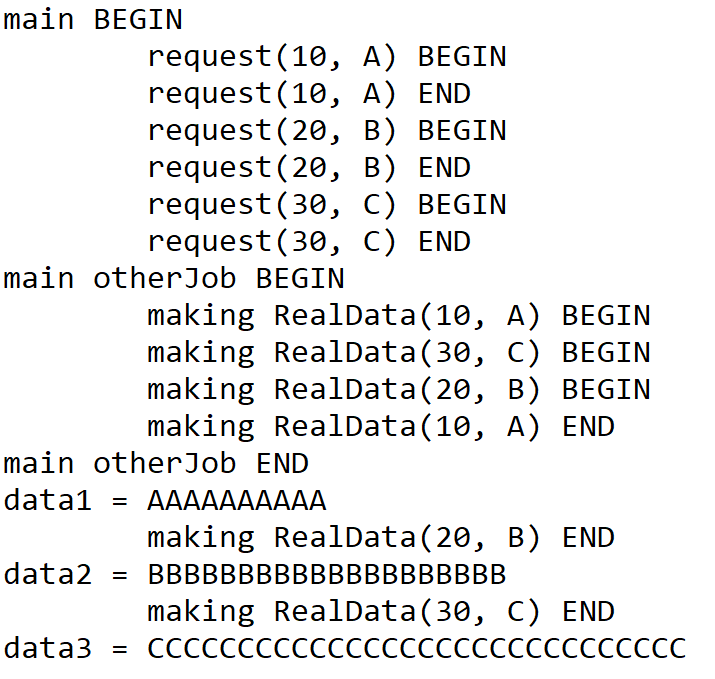 main BEGIN
        request(10, A) BEGIN
        request(10, A) END
        request(20, B) BEGIN
        request(20, B) END
        request(30, C) BEGIN
        request(30, C) END
main otherJob BEGIN
        making RealData(10, A) BEGIN
        making RealData(30, C) BEGIN
        making RealData(20, B) BEGIN
        making RealData(10, A) END
main otherJob END
data1 = AAAAAAAAAA
        making RealData(20, B) END
data2 = BBBBBBBBBBBBBBBBBBBB
        making RealData(30, C) END
data3 = CCCCCCCCCCCCCCCCCCCCCCCCCCCCCC